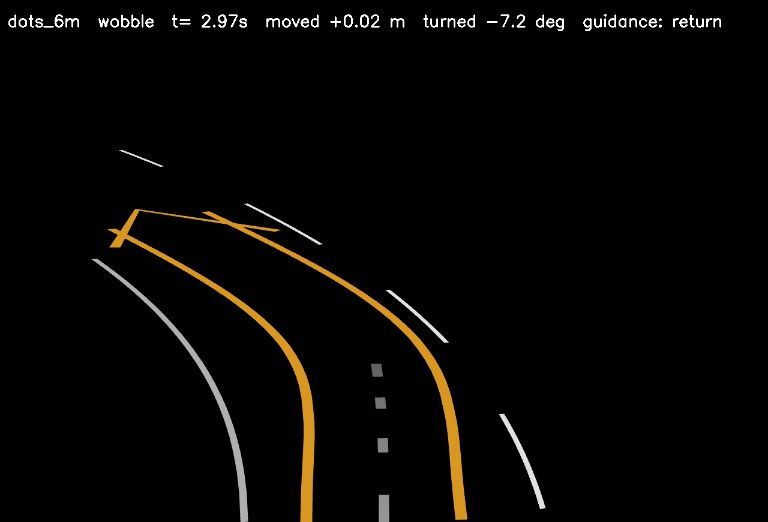 dots_6m wobble t= 2.97s moved +0.02 m turned −7.2 deg guidance: return